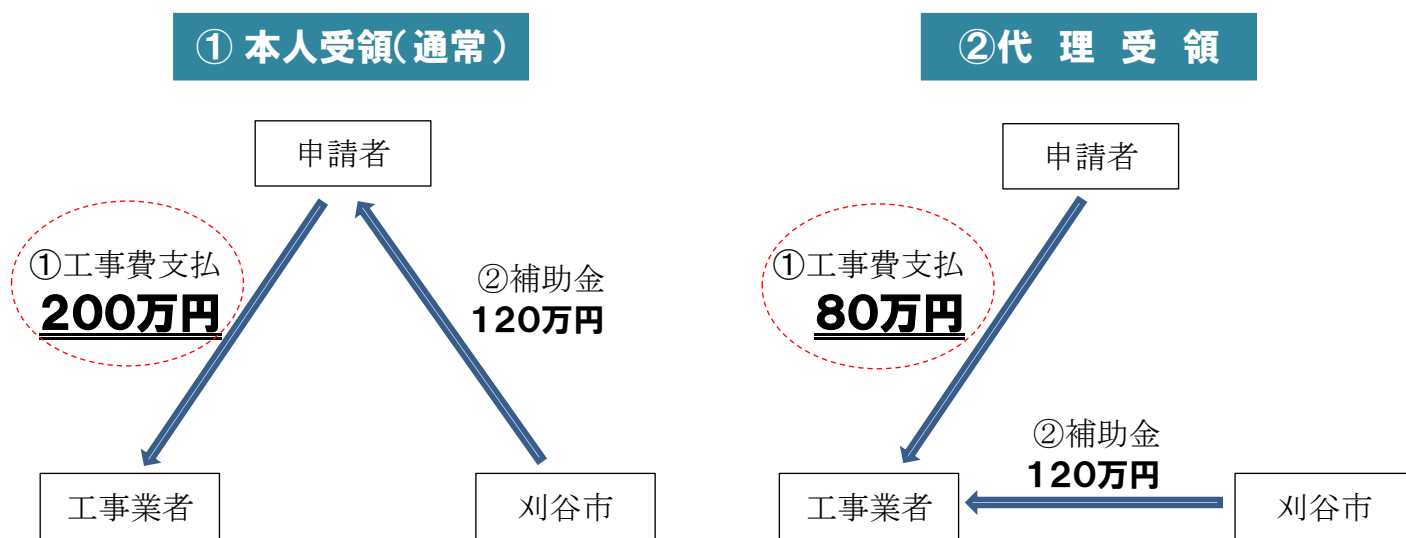 ① 本人受領（通常）
申請者
①工事費支払
200万円
②補助金
120万円
工事業者
刈谷市
②代 理 受 領
申請者
①工事費支払
80万円
②補助金
120万円
工事業者
刈谷市